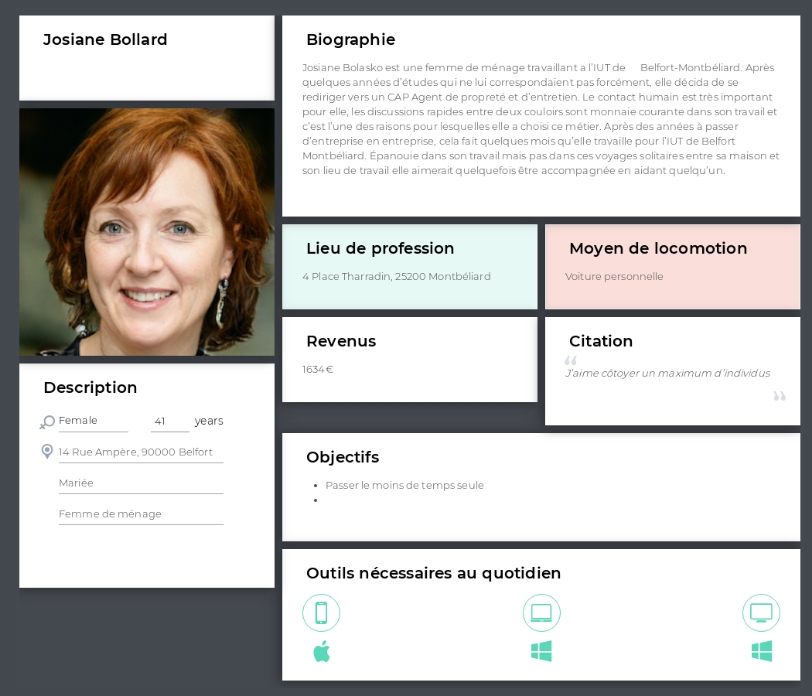 Josiane Bollard
Description
Female 41 years
14 Rue Ampère, 90000 Belfort
Mariée
Femme de ménage
Biographie
Josiane Bolasko est une femme de ménage travaillant a l'IUT de Belfort-Montbéliard. Après
quelques années d'études qui ne lui correspondaient pas forcément, elle décida de se
rediriger vers un CAP Agent de propreté et d'entretien. Le contact humain est très important
pour elle, les discussions rapides entre deux couloirs sont monnaie courante dans son travail et
c'est l'une des raisons pour lesquelles elle a choisi ce métier. Après des années à passer
d'entreprise en entreprise, cela fait quelques mois qu'elle travaille pour l'IUT de Belfort
Montbéliard. Épanouie dans son travail mais pas dans ces voyages solitaires entre sa maison et
son lieu de travail elle aimerait quelquefois être accompagnée en aidant quelqu'un.
Lieu de profession
4 Place Tharradin, 25200 Montbéliard
Moyen de locomotion
Voiture personnelle
Revenus
1634€
Citation
“
J'aime côtoyer un maximum d'individus
”
Objectifs
• Passer le moins de temps seule
•
Outils nécessaires au quotidien